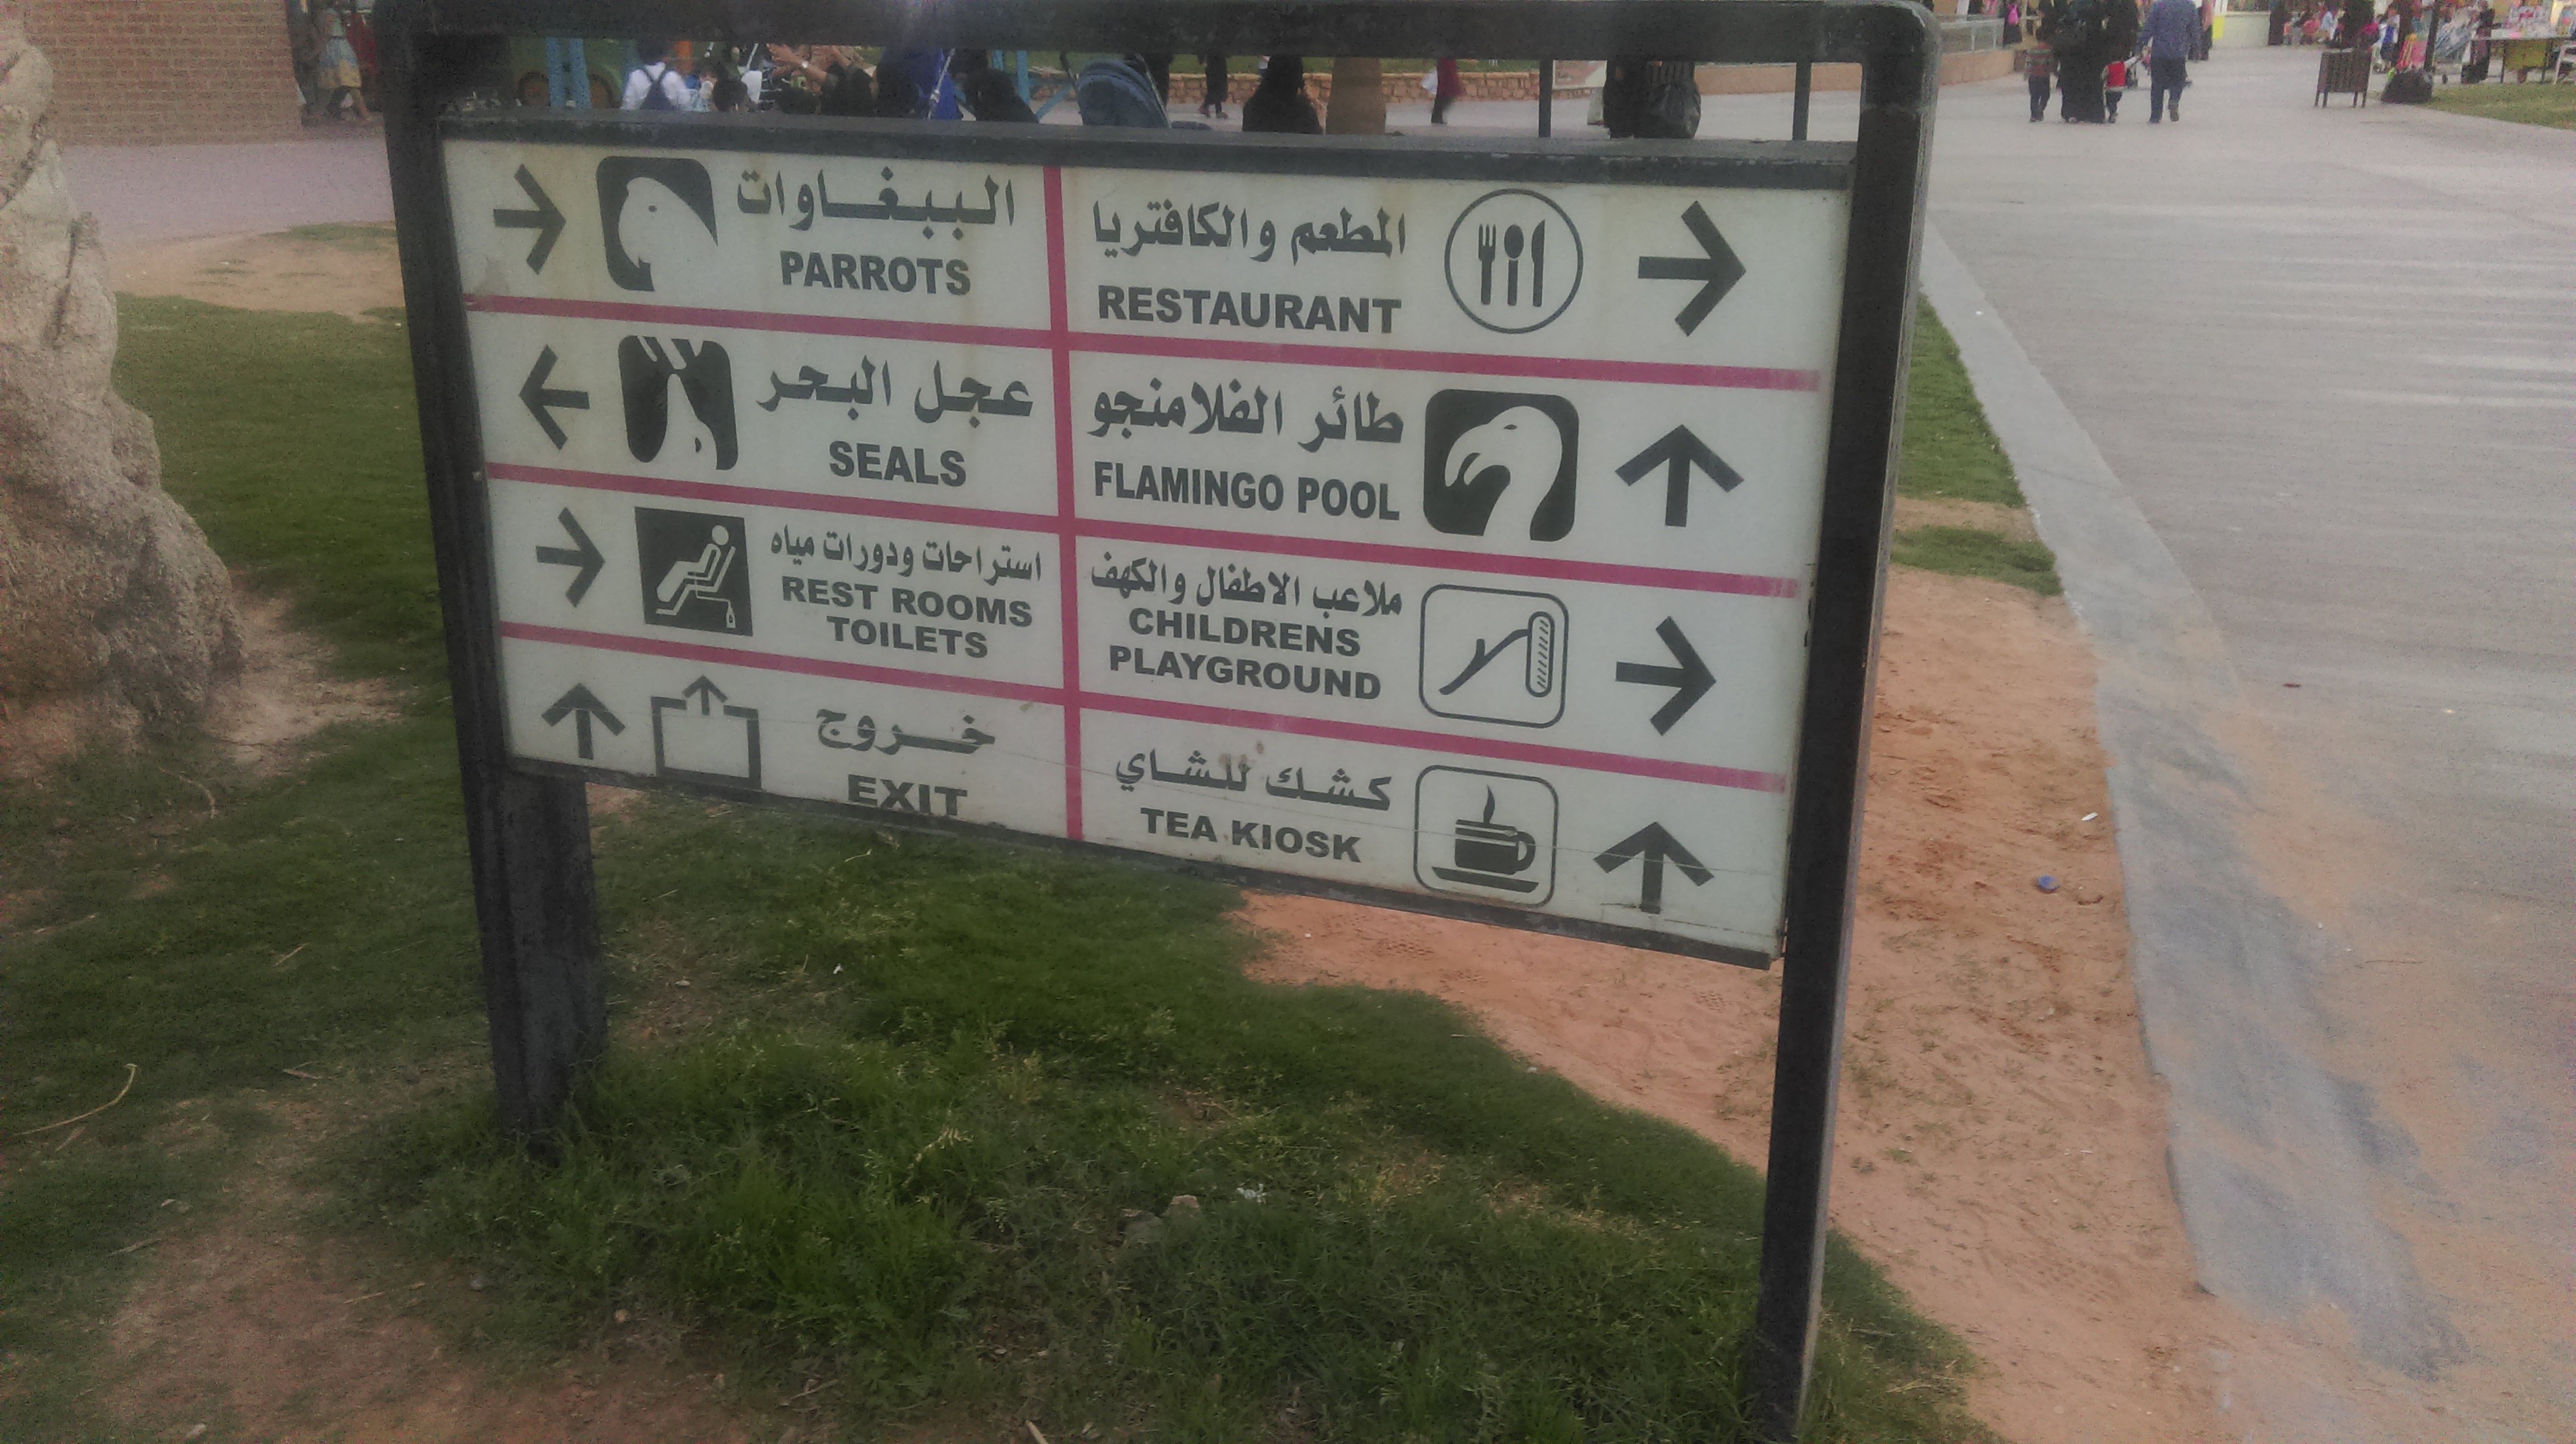 الببغاوات
PARROTS
عجل البحر
SEALS
استراحات ودورات مياه
REST ROOMS
TOILETS
خروج
EXIT
المطعم والكافتريا
RESTAURANT
طائر الفلامنجو
FLAMINGO POOL
ملاعب الاطفال والكهف
CHILDRENS
PLAYGROUND
كشك للشاي
TEA KIOSK